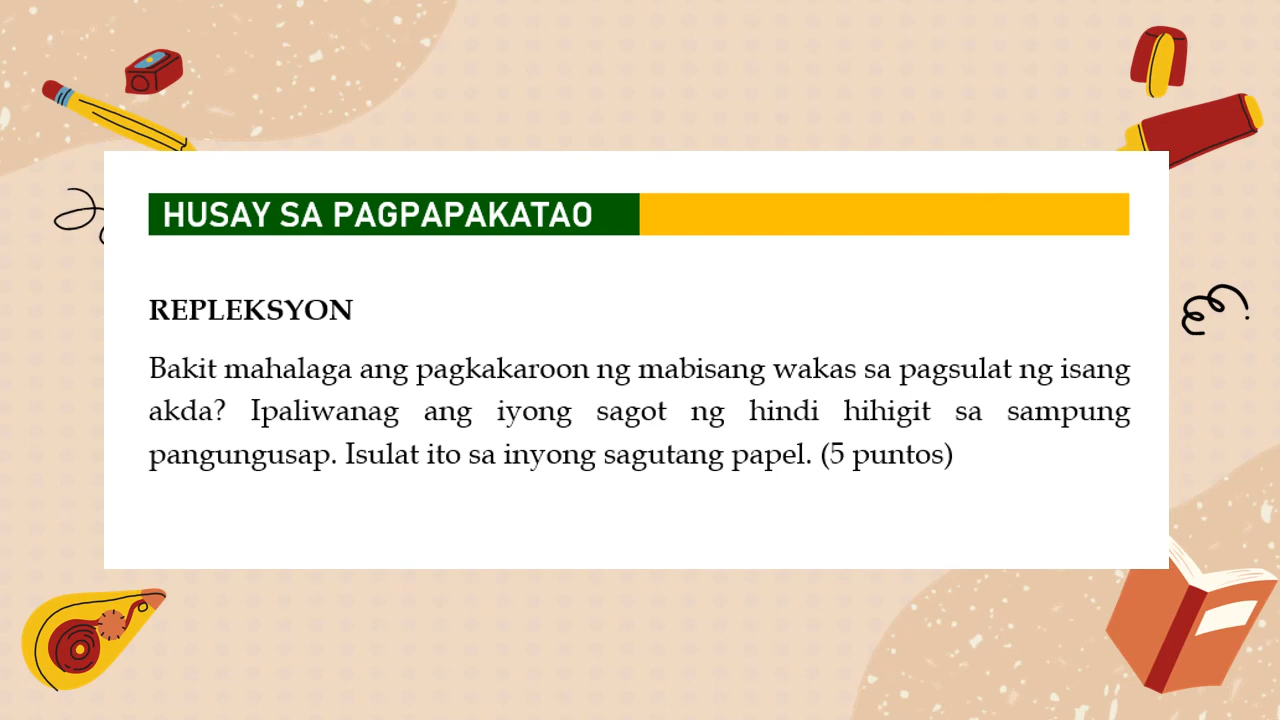 HUSAY SA PAGPAPAKATAO
REPLEKSYON
Bakit mahalaga ang pagkakaroon ng mabisang wakas sa pagsulat ng isang
akda? Ipaliwanag ang iyong sagot ng hindi hihigit sa sampung
pangungusap. Isulat ito sa inyong sagutang papel. (5 puntos)